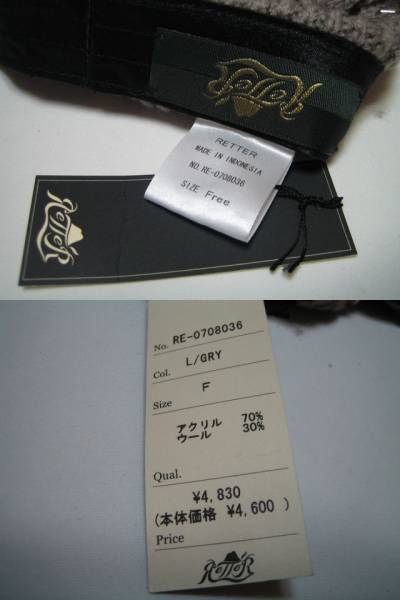 Retter
RETTER
MADE IN INDONESIA
NO. RE-0708036
SIZE Free
Retter
No. RE-0708036
Col. L/GRY
Size F
アクリル 70%
ウール 30%
Qual.
¥4,830
(本体価格 ¥4,600 )
Price
Retter